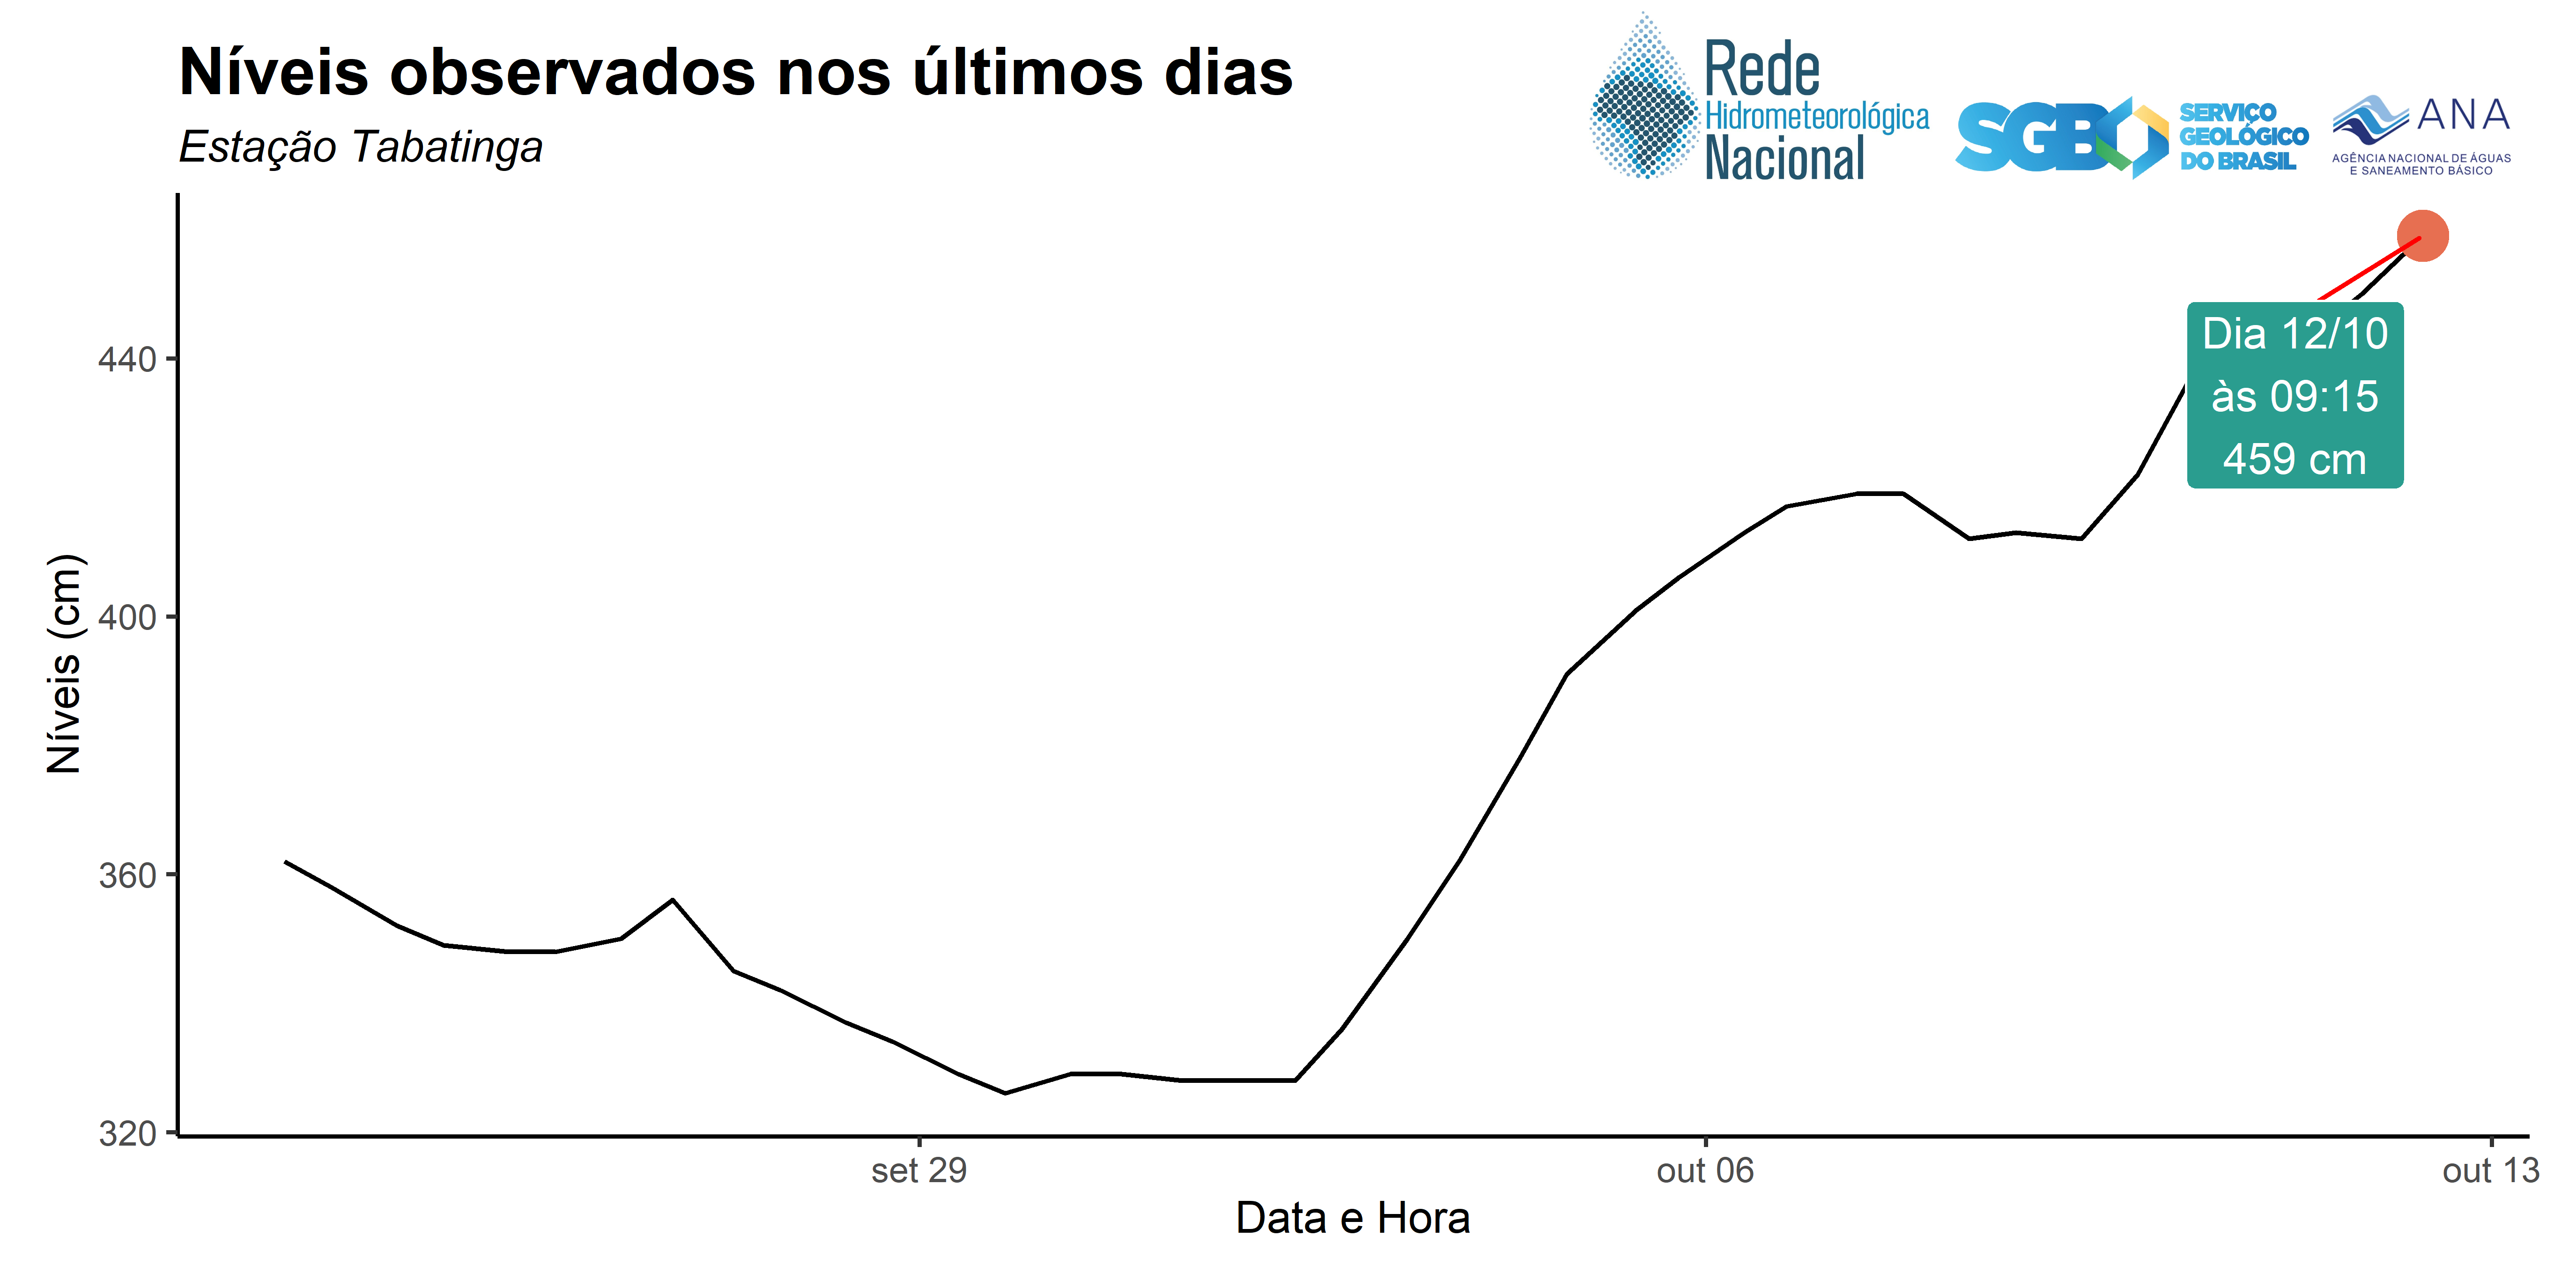 Níveis observados nos últimos dias
Estação Tabatinga
Rede
Hidrometeorológica
Nacional
SGB
SERVIÇO
GEOLÓGICO
DO BRASIL
ANA
AGÊNCIA NACIONAL DE ÁGUAS
E SANEAMENTO BÁSICO
Dia 12/10
às 09:15
459 cm
Níveis (cm)
440
400
360
320
set 29
out 06
out 13
Data e Hora